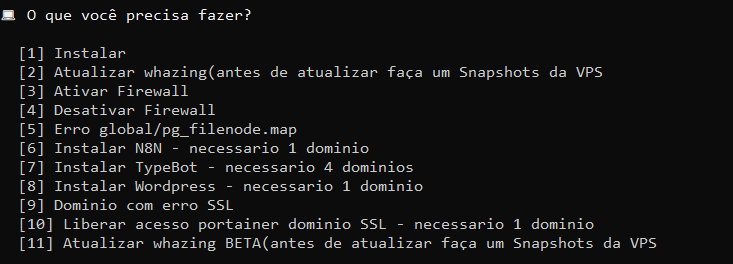 💻 O que você precisa fazer?
[1] Instalar
[2] Atualizar whazing(antes de atualizar faça um Snapshots da VPS
[3] Ativar Firewall
[4] Desativar Firewall
[5] Erro global/pg_filenode.map
[6] Instalar N8N - necessario 1 dominio
[7] Instalar TypeBot - necessario 4 dominios
[8] Instalar Wordpress - necessario 1 dominio
[9] Dominio com erro SSL
[10] Liberar acesso portainer dominio SSL - necessario 1 dominio
[11] Atualizar whazing BETA(antes de atualizar faça um Snapshots da VPS